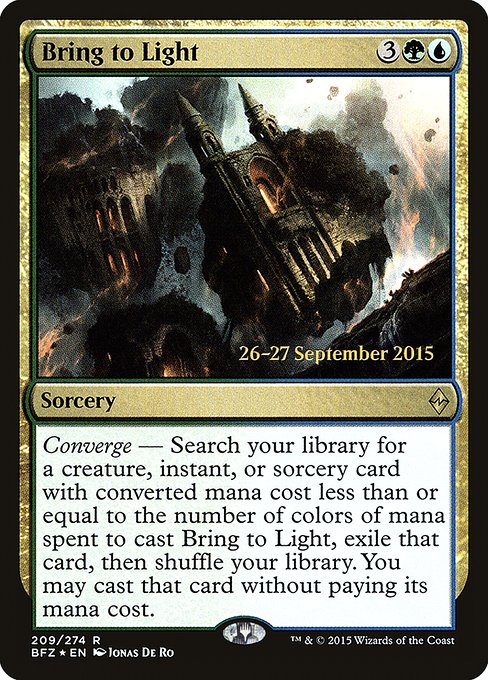 Bring to Light 3
26–27 September 2015
Sorcery
Converge — Search your library for
a creature, instant, or sorcery card
with converted mana cost less than or
equal to the number of colors of mana
spent to cast Bring to Light, exile that
card, then shuffle your library. You
may cast that card without paying its
mana cost.
209/274 R
BFZ ★ EN Jonas De Ro
™ & © 2015 Wizards of the Coast